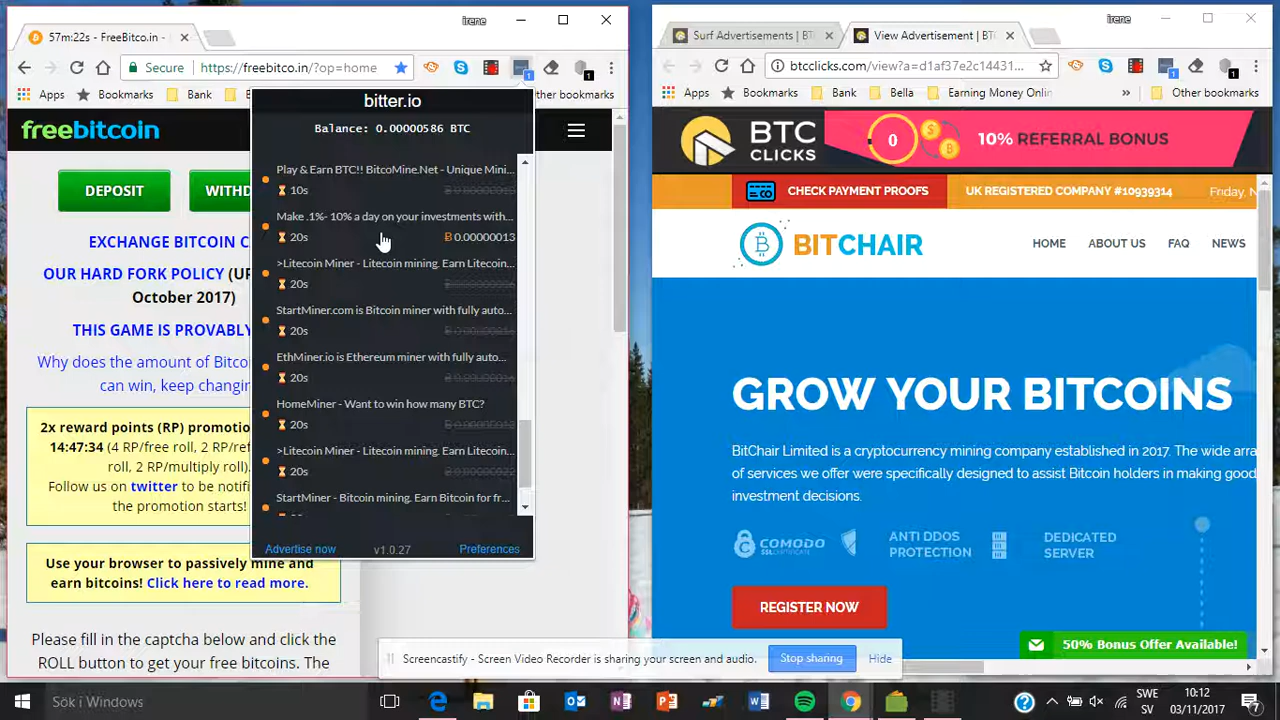 irene
57m:22s - FreeBitco.in -
Secure
https://freebitco.in/?op=home
1
1
Apps
Bookmarks
Bank
other bookmarks
freebitcoin
DEPOSIT
WITHD
EXCHANGE BITCOIN C
OUR HARD FORK POLICY (UP
October 2017)
THIS GAME IS PROVABLY
Why does the amount of Bitco
can win, keep changin
2x reward points (RP) promotio
14:47:34 (4 RP/free roll, 2 RP/ref
roll, 2 RP/multiply roll).
Follow us on twitter to be notifi
the promotion starts!
Use your browser to passively mine and
earn bitcoins! Click here to read more.
Please fill in the captcha below and click the
ROLL button to get your free bitcoins. The
bitter.io
Balance: 0.00000586 BTC
Play & Earn BTC!! BitcoMine.Net - Unique Mini...
10s
Make .1%- 10% a day on your investments with...
20s
0.00000013
>Litecoin Miner - Litecoin mining. Earn Litecoin...
20s
StartMiner.com is Bitcoin miner with fully auto...
20s
EthMiner.io is Ethereum miner with fully auto...
20s
HomeMiner - Want to win how many BTC?
20s
>Litecoin Miner - Litecoin mining. Earn Litecoin...
20s
StartMiner - Bitcoin mining. Earn Bitcoin for fr...
Advertise now
v1.0.27
Preferences
irene
Surf Advertisements | BT
View Advertisement | BTC
btcclicks.com/view?a=d1af37e2c14431...
1
1
Apps
Bookmarks
Bank
Bella
Earning Money Onlin
»
Other bookmarks
BTC
CLICKS
0
10% REFERRAL BONUS
CHECK PAYMENT PROOFS
UK REGISTERED COMPANY #10939314
Friday, N
BITCHAIR
HOME
ABOUT US
FAQ
NEWS
GROW YOUR BITCOINS
BitChair Limited is a cryptocurrency mining company established in 2017. The wide arra
of services we offer were specifically designed to assist Bitcoin holders in making good
investment decisions.
COMODO
SSL CERTIFICATE
ANTI DDOS
PROTECTION
DEDICATED
SERVER
REGISTER NOW
50% Bonus Offer Available!
Screencastify - Screen Video Recorder is sharing your screen and audio.
Stop sharing
Hide
Sök i Windows
SWE
SV
10:12
03/11/2017
7